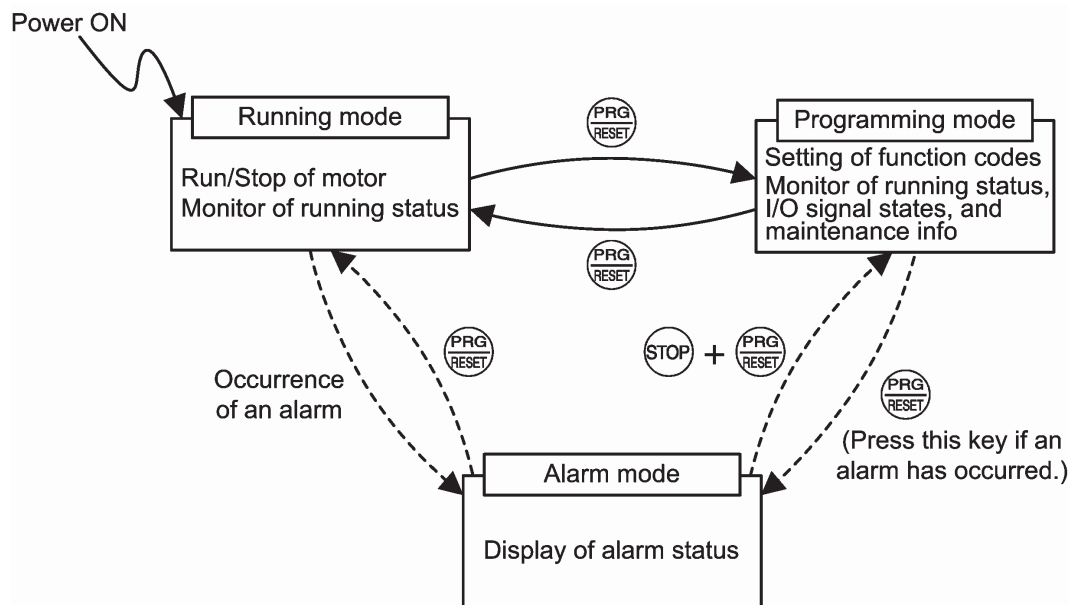 Power ON
Running mode
Run/Stop of motor
Monitor of running status
PRG
RESET
PRG
RESET
Programming mode
Setting of function codes
Monitor of running status,
I/O signal states, and
maintenance info
Occurrence
of an alarm
PRG
RESET
STOP + PRG
RESET
PRG
RESET
(Press this key if an
alarm has occurred.)
Alarm mode
Display of alarm status